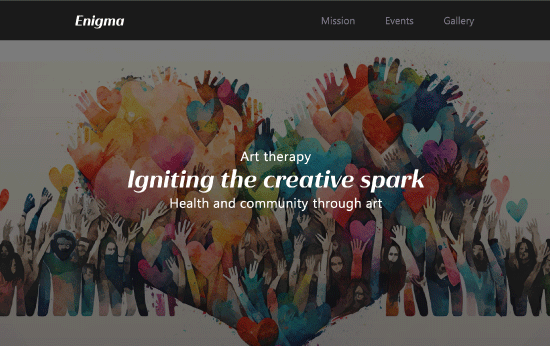 Enigma
Mission
Events
Gallery
Art therapy
Igniting the creative spark
Health and community through art